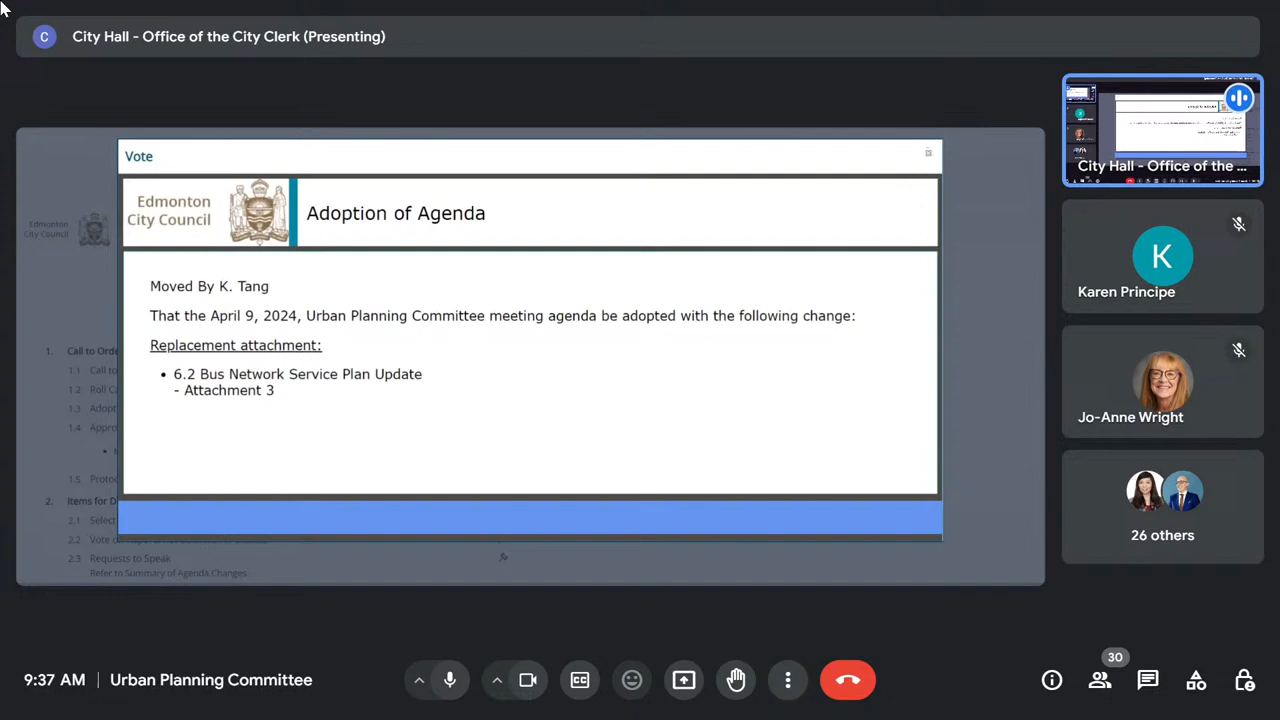 C
City Hall - Office of the City Clerk (Presenting)
Vote
Edmonton
City Council
Adoption of Agenda
Moved By K. Tang
That the April 9, 2024, Urban Planning Committee meeting agenda be adopted with the following change:
Replacement attachment:
• 6.2 Bus Network Service Plan Update
- Attachment 3
Edmonton
City Council
1. Call to Orde
1.1 Call to
1.2 Roll Ca
1.3 Adopt
1.4 Appro
1.5 Protoc
2. Items for D
2.1 Select
2.2 Vote
2.3 Requests to Speak
Refer to Summary of Agenda Changes
City Hall - Office of the ...
K
Karen Principe
Jo-Anne Wright
26 others
9:37 AM | Urban Planning Committee
CC
30